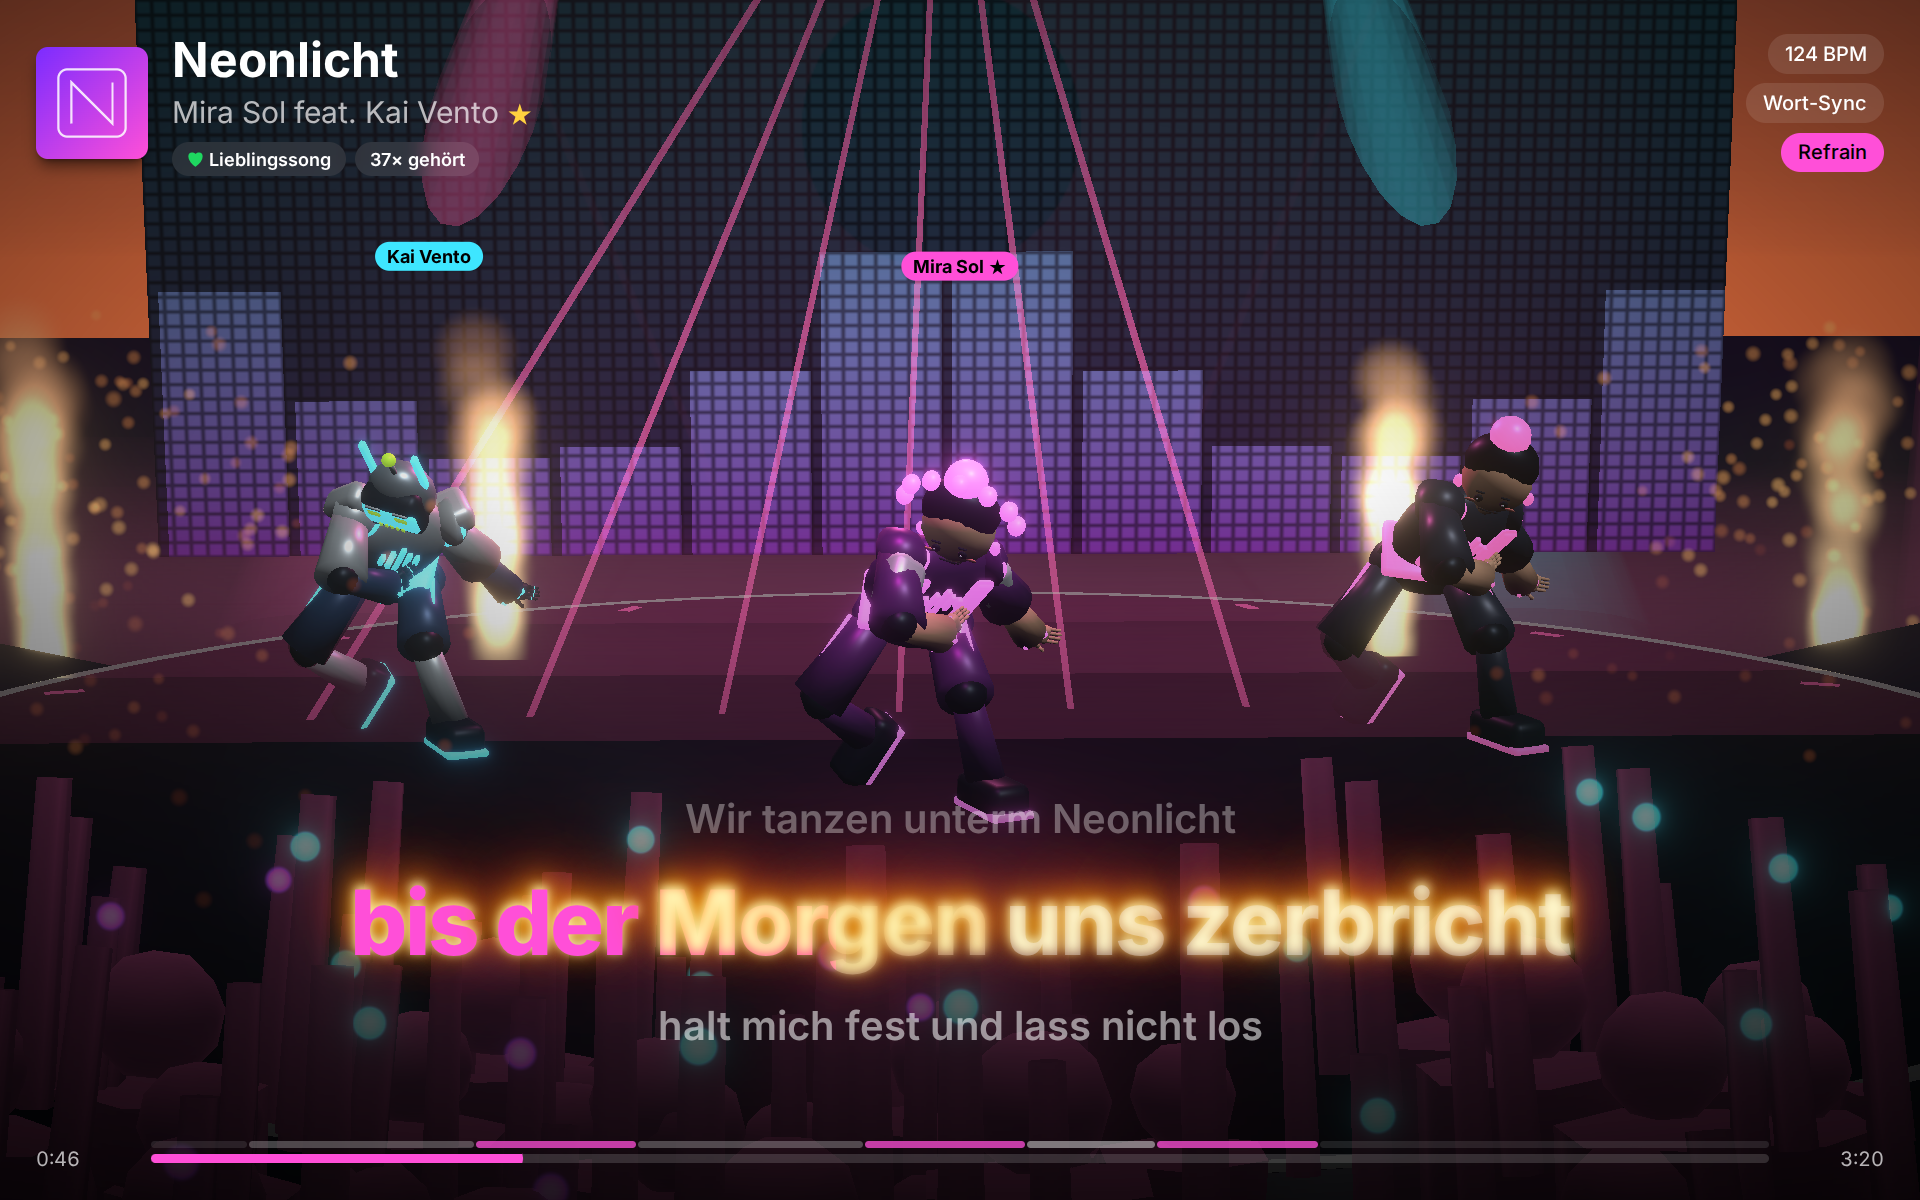 N
Neonlicht
Mira Sol feat. Kai Vento ★
Lieblingssong
37× gehört
124 BPM
Wort-Sync
Refrain
Kai Vento
Mira Sol ★
Wir tanzen unterm Neonlicht
bis der Morgen uns zerbricht
halt mich fest und lass nicht los
0:46
3:20